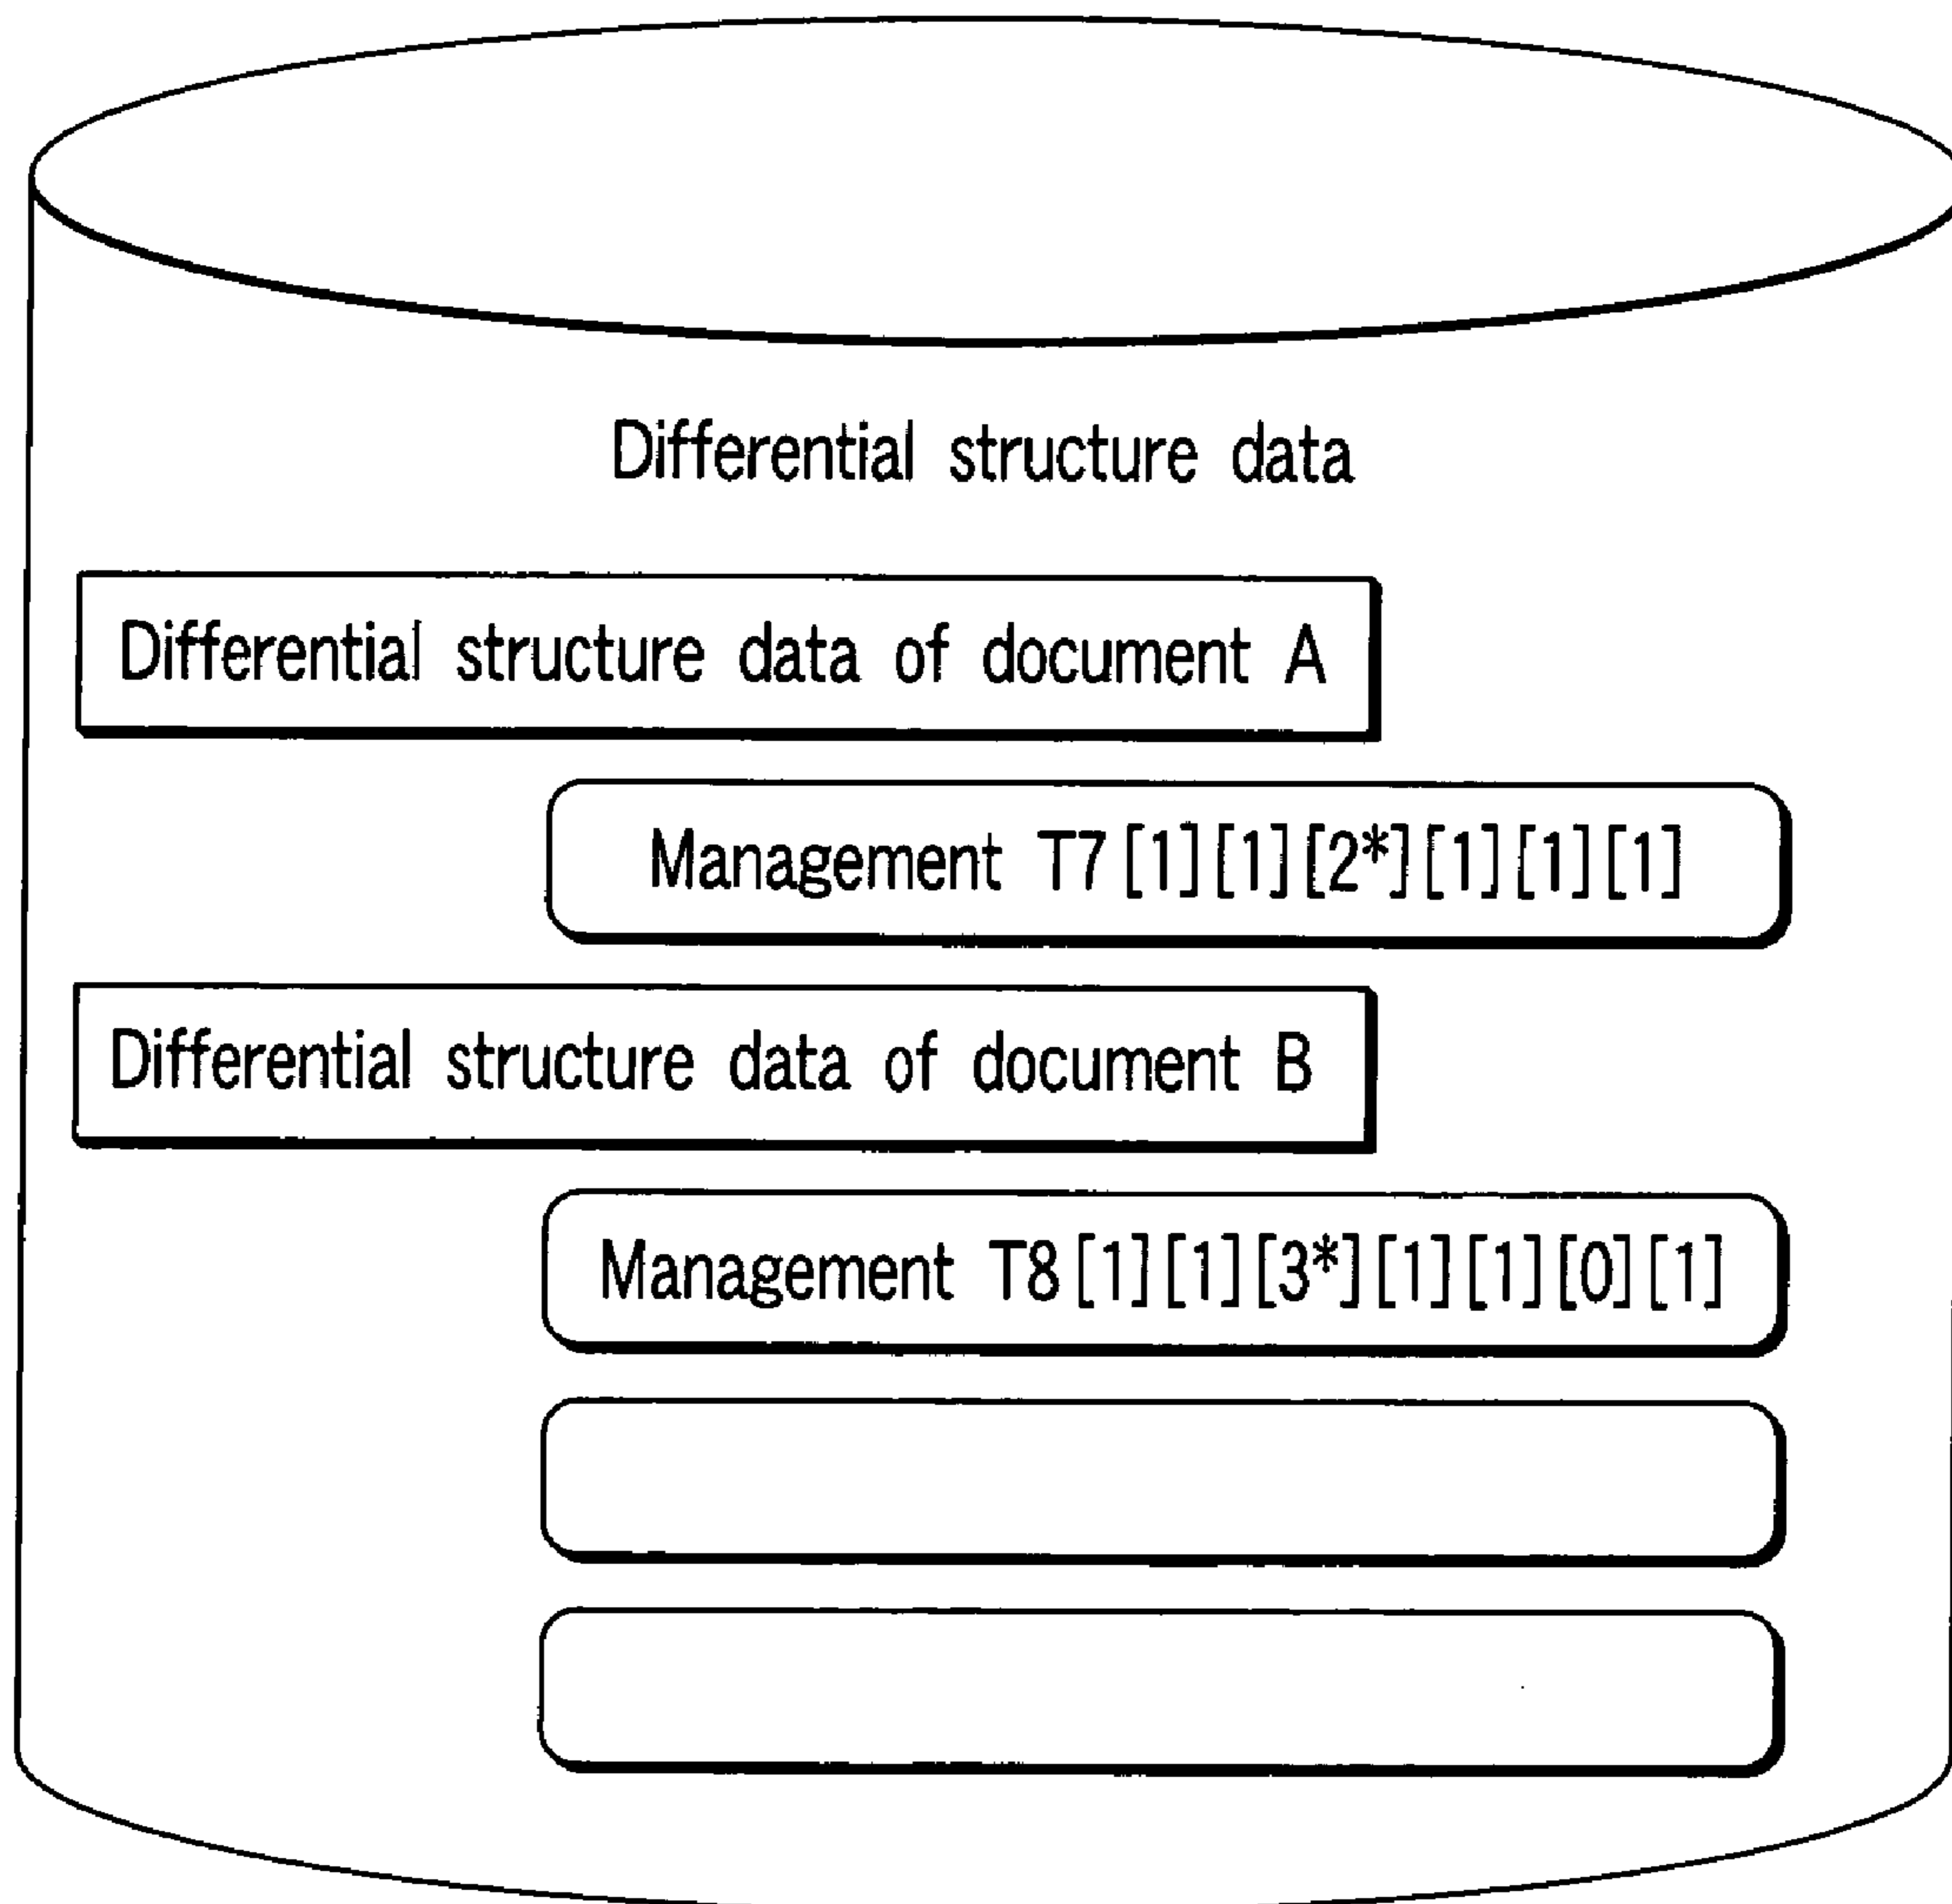 Differential structure data
Differential structure data of document A
Management T7[1][1][2*][1][1][1]
Differential structure data of document B
Management T8[1][1][3*][1][1][0][1]